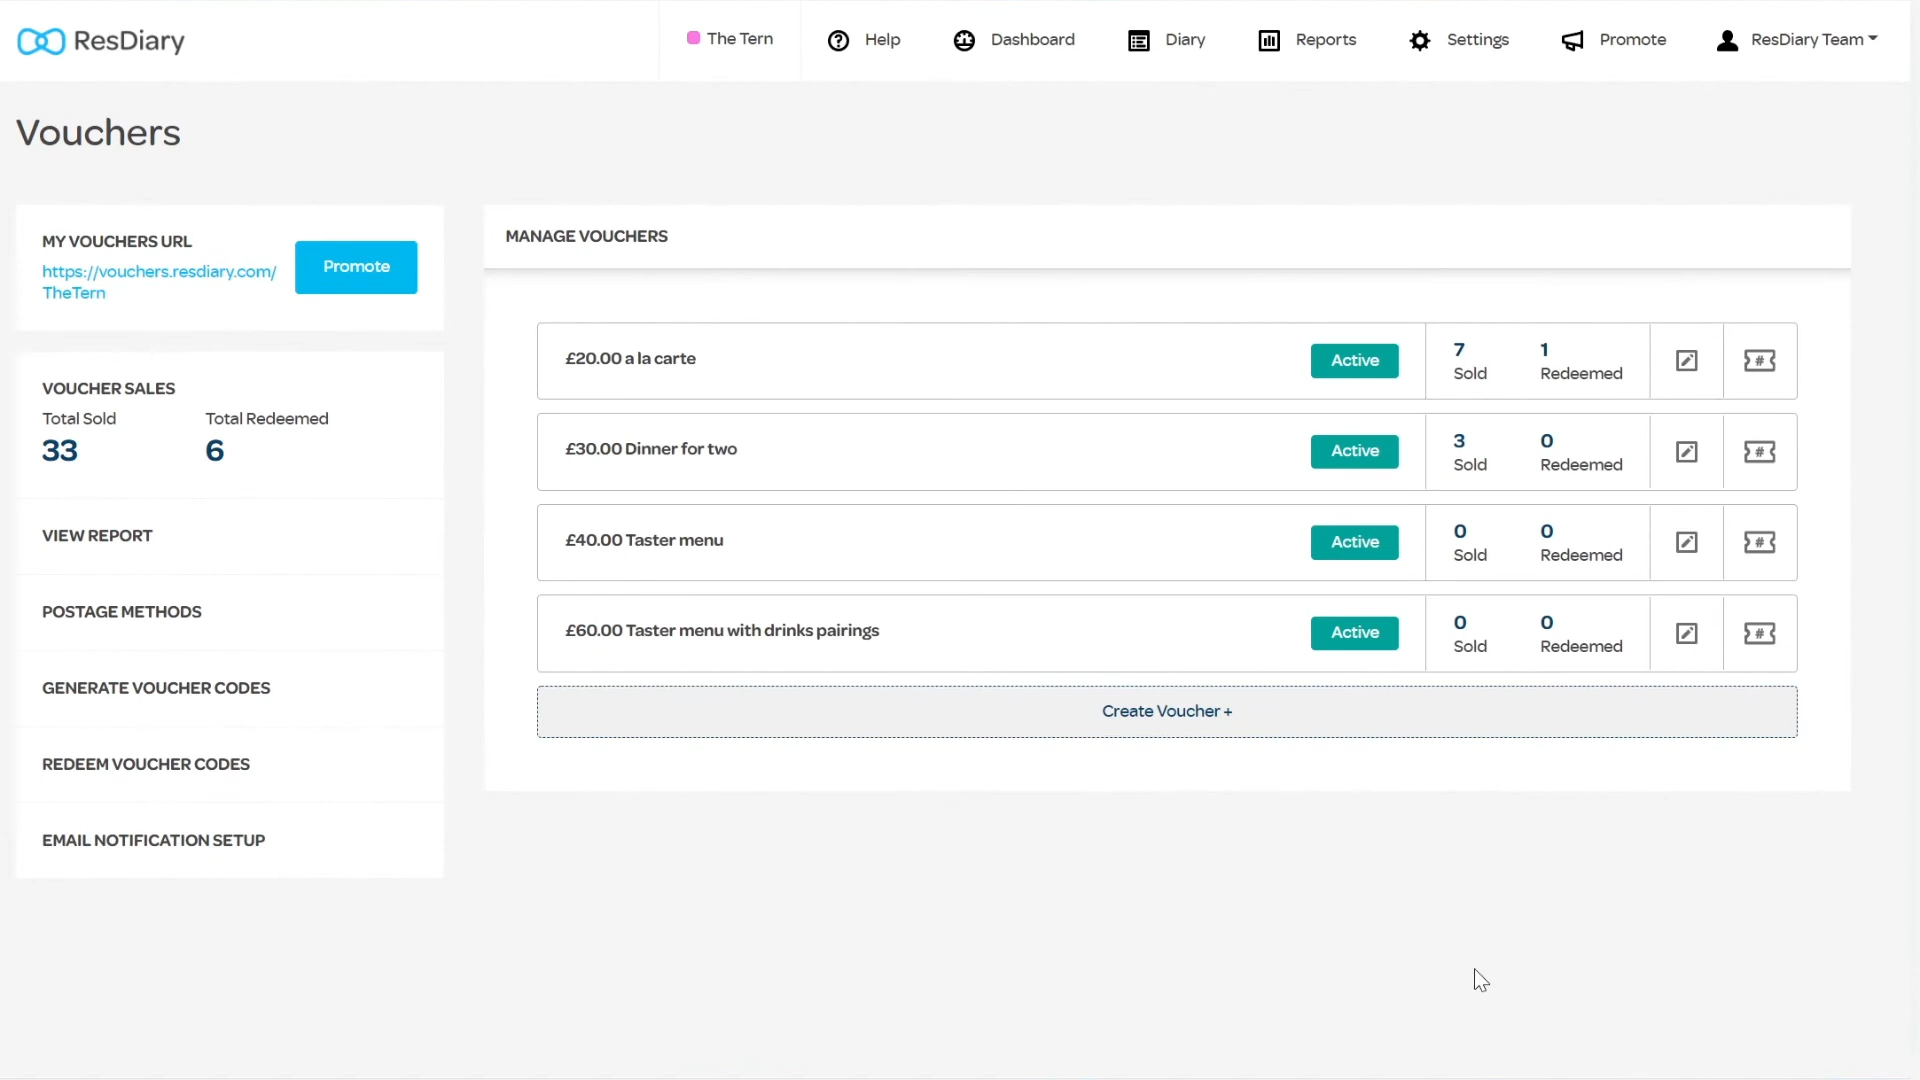 ResDiary
The Tern
Help
Dashboard
Diary
Reports
Settings
Promote
ResDiary Team
Vouchers
MY VOUCHERS URL
https://vouchers.resdiary.com/
TheTern
Promote
VOUCHER SALES
Total Sold
Total Redeemed
33
6
VIEW REPORT
POSTAGE METHODS
GENERATE VOUCHER CODES
REDEEM VOUCHER CODES
EMAIL NOTIFICATION SETUP
MANAGE VOUCHERS
£20.00 a la carte
Active
7
Sold
1
Redeemed
#
£30.00 Dinner for two
Active
3
Sold
0
Redeemed
#
£40.00 Taster menu
Active
0
Sold
0
Redeemed
#
£60.00 Taster menu with drinks pairings
Active
0
Sold
0
Redeemed
#
Create Voucher +